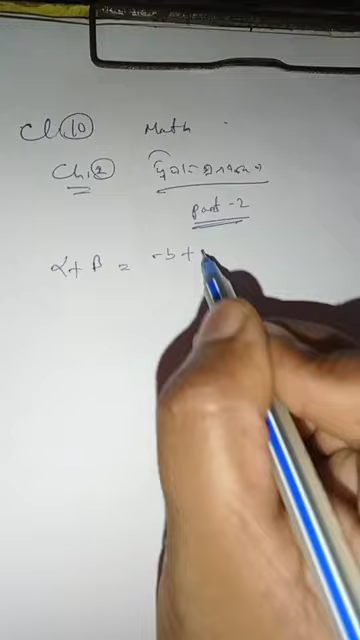 Cl.10 Math
Ch.2
Part-2
α+β = -b+